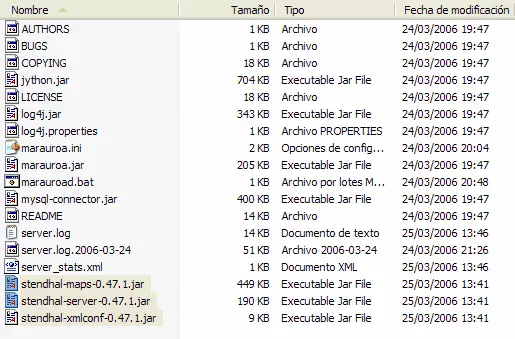 Nombre Tamaño Tipo Fecha de modificación
AUTHORS 1 KB Archivo 24/03/2006 19:47
BUGS 1 KB Archivo 24/03/2006 19:47
COPYING 18 KB Archivo 24/03/2006 19:47
jython.jar 704 KB Executable Jar File 24/03/2006 19:47
LICENSE 18 KB Archivo 24/03/2006 19:47
log4j.jar 343 KB Executable Jar File 24/03/2006 19:47
log4j.properties 1 KB Archivo PROPERTIES 24/03/2006 19:47
marauroa.ini 2 KB Opciones de config... 24/03/2006 20:04
marauroa.jar 205 KB Executable Jar File 24/03/2006 19:47
marauroad.bat 1 KB Archivo por lotes M... 24/03/2006 20:48
mysql-connector.jar 400 KB Executable Jar File 24/03/2006 19:47
README 14 KB Archivo 24/03/2006 19:47
server.log 14 KB Documento de texto 25/03/2006 13:46
server.log.2006-03-24 51 KB Archivo 2006-03-24 24/03/2006 21:26
server_stats.xml 1 KB Documento XML 25/03/2006 13:46
stendhal-maps-0.47.1.jar 449 KB Executable Jar File 25/03/2006 13:41
stendhal-server-0.47.1.jar 190 KB Executable Jar File 25/03/2006 13:41
stendhal-xmlconf-0.47.1.jar 9 KB Executable Jar File 25/03/2006 13:41